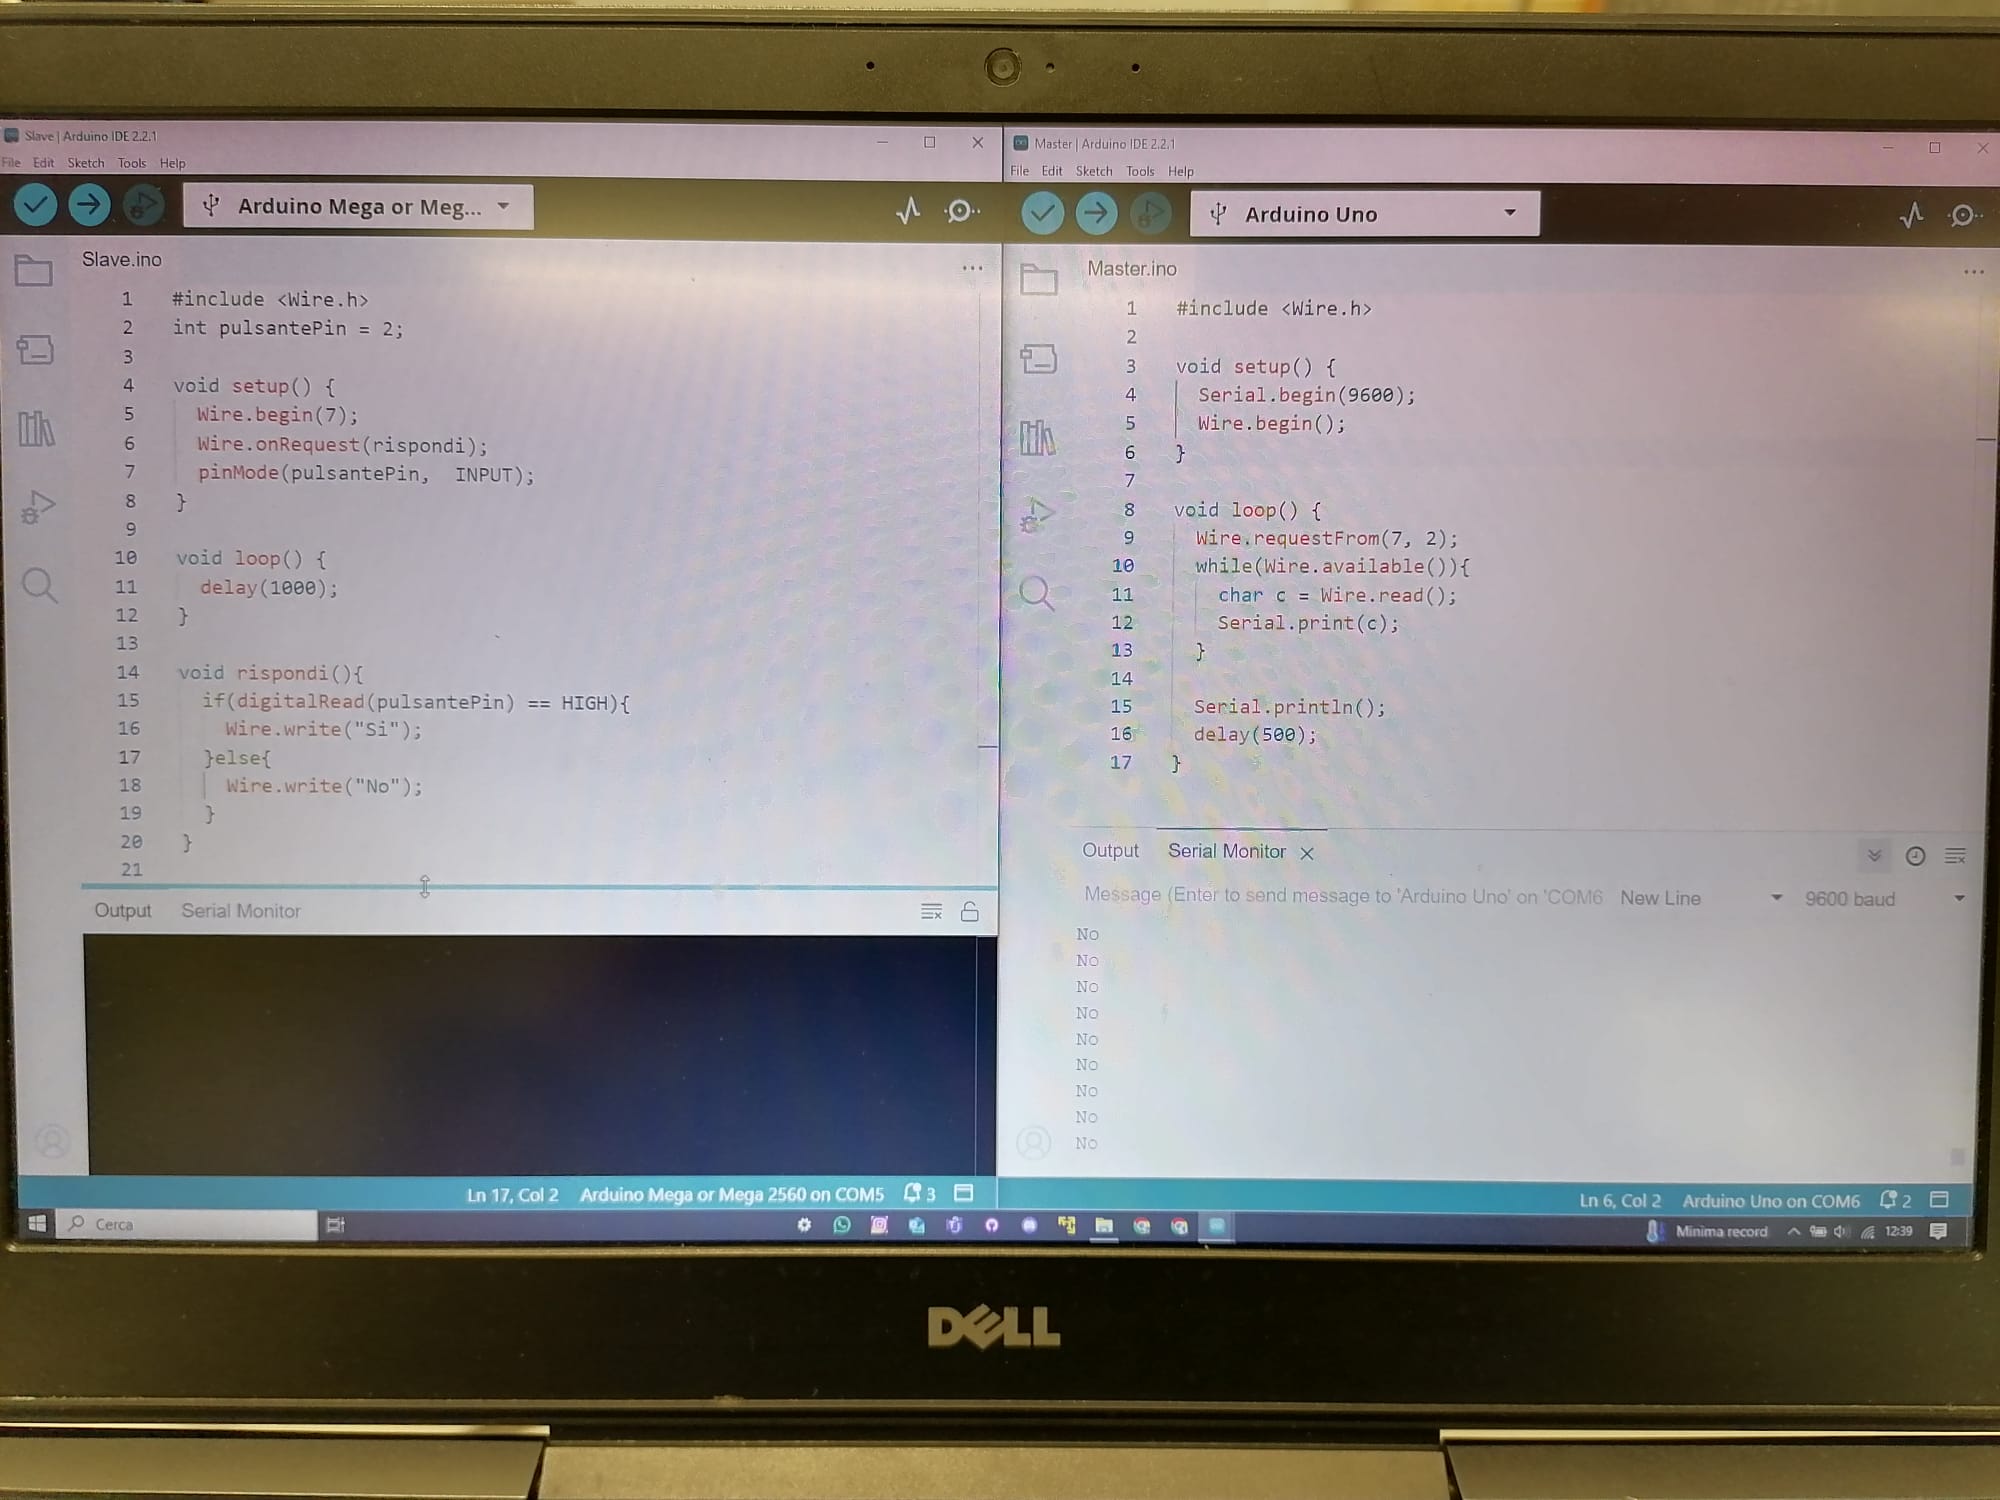 Slave | Arduino IDE 2.2.1
File Edit Sketch Tools Help
Arduino Mega or Meg...
Slave.ino
1 #include <Wire.h>
2 int pulsantePin = 2;
3
4 void setup() {
5 Wire.begin(7);
6 Wire.onRequest(rispondi);
7 pinMode(pulsantePin, INPUT);
8 }
9
10 void loop() {
11 delay(1000);
12 }
13
14 void rispondi(){
15 if(digitalRead(pulsantePin) == HIGH){
16 Wire.write("Si");
17 }else{
18 Wire.write("No");
19 }
20 }
21
Output Serial Monitor
Ln 17, Col 2 Arduino Mega or Mega 2560 on COM5 3
Master | Arduino IDE 2.2.1
File Edit Sketch Tools Help
Arduino Uno
Master.ino
1 #include <Wire.h>
2
3 void setup() {
4 Serial.begin(9600);
5 Wire.begin();
6 }
7
8 void loop() {
9 Wire.requestFrom(7, 2);
10 while(Wire.available()){
11 char c = Wire.read();
12 Serial.print(c);
13 }
14
15 Serial.println();
16 delay(500);
17 }
Output Serial Monitor
Message (Enter to send message to 'Arduino Uno' on 'COM6 New Line 9600 baud
No
No
No
No
No
No
No
No
No
Ln 6, Col 2 Arduino Uno on COM6 2
Cerca
Minima record 12:39
DELL